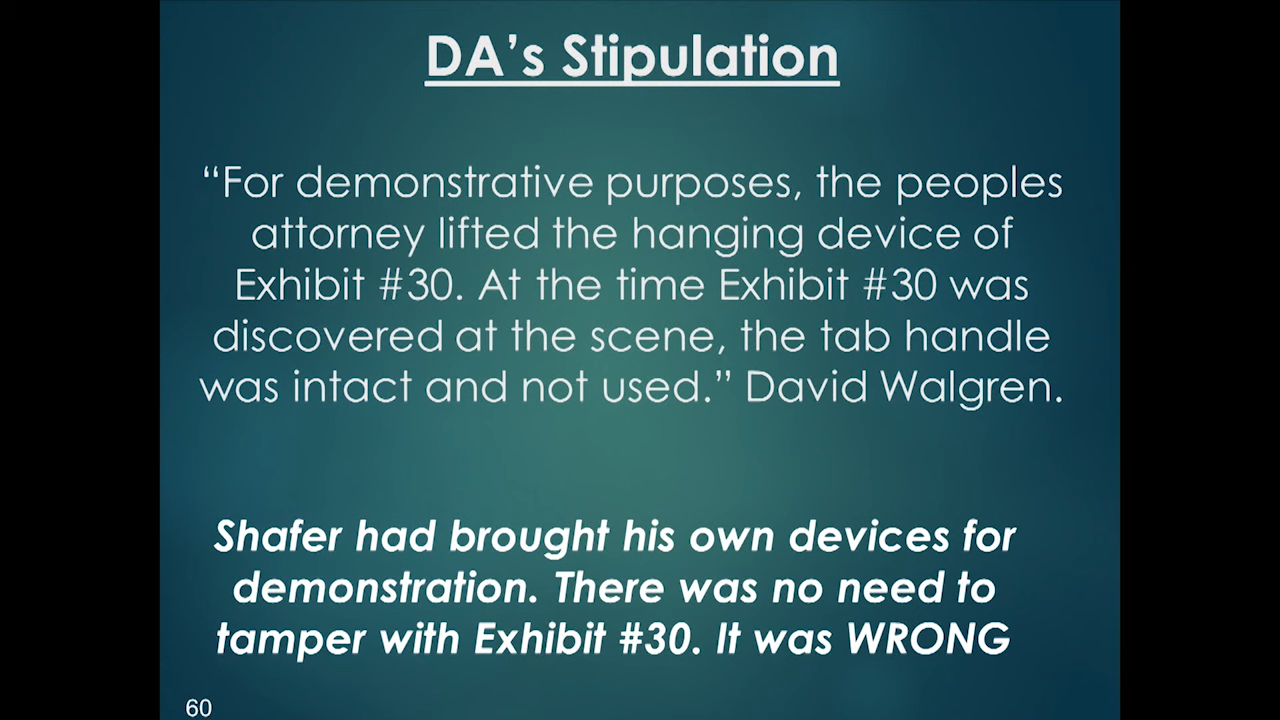 DA’s Stipulation
“For demonstrative purposes, the peoples
attorney lifted the hanging device of
Exhibit #30. At the time Exhibit #30 was
discovered at the scene, the tab handle
was intact and not used.” David Walgren.
Shafer had brought his own devices for
demonstration. There was no need to
tamper with Exhibit #30. It was WRONG
60